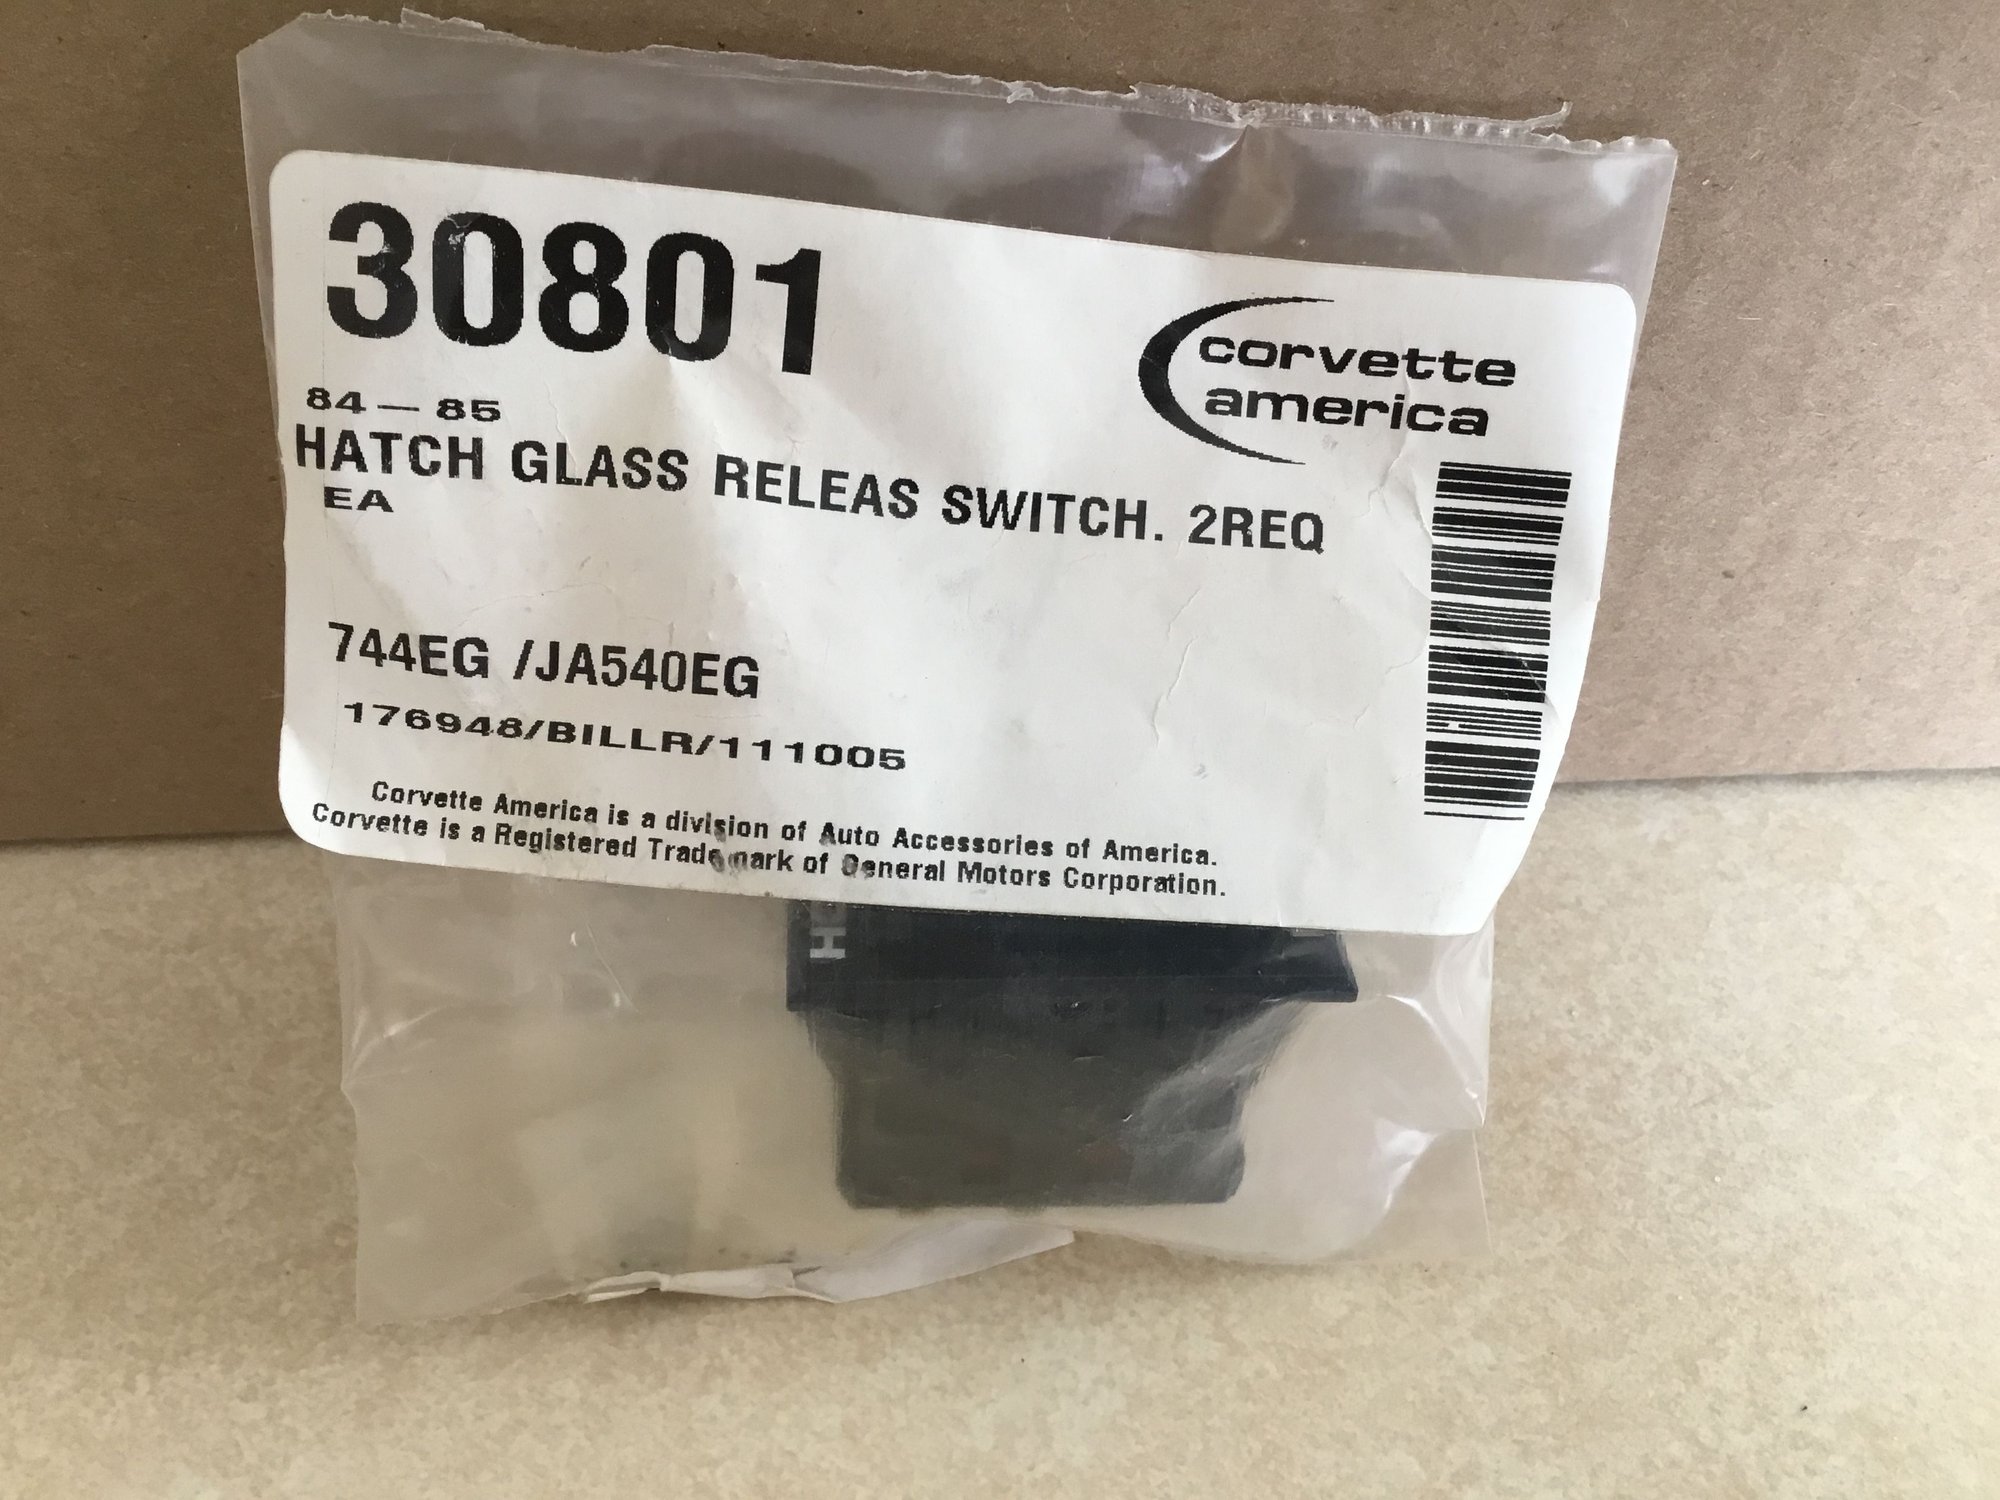 30801
corvette
america
84 — 85
HATCH GLASS RELEAS SWITCH. 2REQ
EA
744EG /JA540EG
176948/BILLR/111005
Corvette America is a division of Auto Accessories of America.
Corvette is a Registered Trademark of General Motors Corporation.